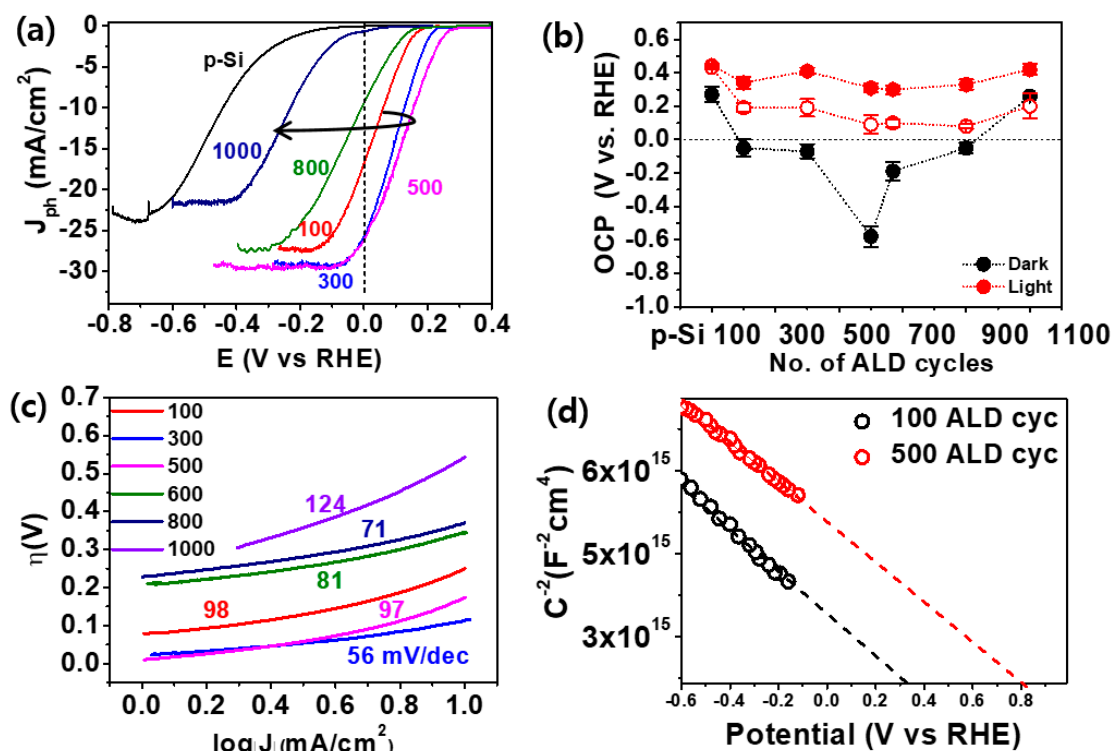 (a)
p-Si
1000
800
500
100
300
0
-5
-10
-15
-20
-25
-30
J_ph (mA/cm²)
-0.8 -0.6 -0.4 -0.2 0.0 0.2 0.4
E (V vs RHE)
(b)
0.6
0.4
0.2
0.0
-0.2
-0.4
-0.6
-0.8
-1.0
OCP (V vs. RHE)
Dark
Light
p-Si 100 300 500 700 900 1100
No. of ALD cycles
(c)
0.7
0.6
0.5
0.4
0.3
0.2
0.1
0.0
η(V)
100
300
500
600
800
1000
124
71
81
98
97
56 mV/dec
0.0 0.2 0.4 0.6 0.8 1.0
log|J| (mA/cm²)
(d)
100 ALD cyc
500 ALD cyc
6x10¹⁵
5x10¹⁵
3x10¹⁵
C⁻²(F⁻²cm⁴)
-0.6 -0.4 -0.2 0.0 0.2 0.4 0.6 0.8
Potential (V vs RHE)